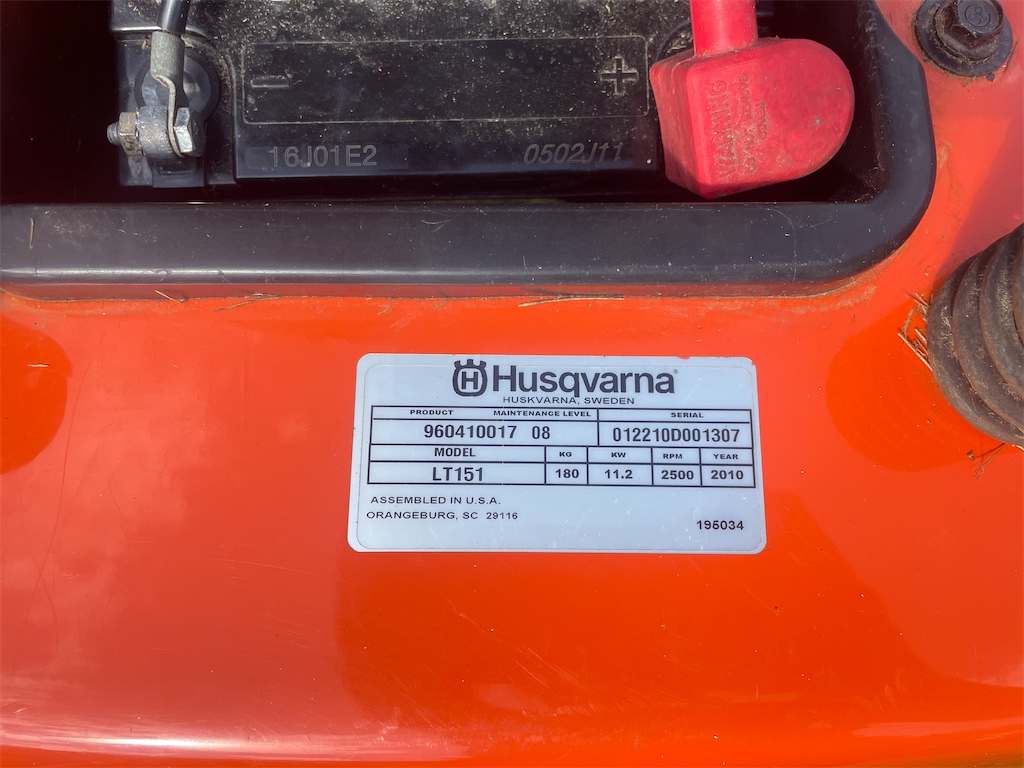 − +
16J01E2 0502J11
WARNING
H Husqvarna®
HUSKVARNA, SWEDEN
PRODUCT MAINTENANCE LEVEL SERIAL
960410017 08 012210D001307
MODEL KG KW RPM YEAR
LT151 180 11.2 2500 2010
ASSEMBLED IN U.S.A.
ORANGEBURG, SC 29116
195034